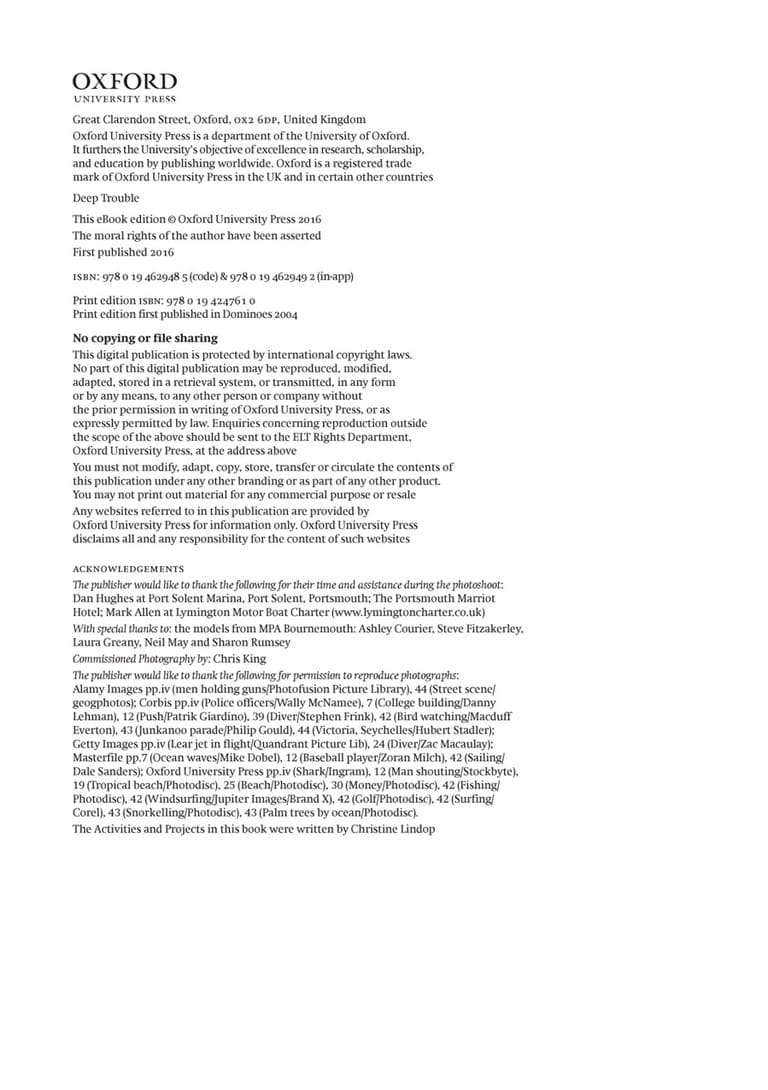 OXFORD
UNIVERSITY PRESS
Great Clarendon Street, Oxford, OX2 6DP, United Kingdom
Oxford University Press is a department of the University of Oxford.
It furthers the University's objective of excellence in research, scholarship,
and education by publishing worldwide. Oxford is a registered trade
mark of Oxford University Press in the UK and in certain other countries
Deep Trouble
This eBook edition © Oxford University Press 2016
The moral rights of the author have been asserted
First published 2016
ISBN: 978 0 19 462948 5 (code) & 978 0 19 462949 2 (in-app)
Print edition ISBN: 978 0 19 424761 0
Print edition first published in Dominoes 2004
No copying or file sharing
This digital publication is protected by international copyright laws.
No part of this digital publication may be reproduced, modified,
adapted, stored in a retrieval system, or transmitted, in any form
or by any means, to any other person or company without
the prior permission in writing of Oxford University Press, or as
expressly permitted by law. Enquiries concerning reproduction outside
the scope of the above should be sent to the ELT Rights Department,
Oxford University Press, at the address above
You must not modify, adapt, copy, store, transfer or circulate the contents of
this publication under any other branding or as part of any other product.
You may not print out material for any commercial purpose or resale
Any websites referred to in this publication are provided by
Oxford University Press for information only. Oxford University Press
disclaims all and any responsibility for the content of such websites
ACKNOWLEDGEMENTS
The publisher would like to thank the following for their time and assistance during the photoshoot:
Dan Hughes at Port Solent Marina, Port Solent, Portsmouth; The Portsmouth Marriot
Hotel; Mark Allen at Lymington Motor Boat Charter (www.lymingtoncharter.co.uk)
With special thanks to: the models from MPA Bournemouth: Ashley Courier, Steve Fitzakerley,
Laura Greany, Neil May and Sharon Rumsey
Commissioned Photography by: Chris King
The publisher would like to thank the following for permission to reproduce photographs:
Alamy Images pp.iv (men holding guns/Photofusion Picture Library), 44 (Street scene/
geogphotos); Corbis pp.iv (Police officers/Wally McNamee), 7 (College building/Danny
Lehman), 12 (Push/Patrik Giardino), 39 (Diver/Stephen Frink), 42 (Bird watching/Macduff
Everton), 43 (Junkanoo parade/Philip Gould), 44 (Victoria, Seychelles/Hubert Stadler);
Getty Images pp.iv (Lear jet in flight/Quandrant Picture Lib), 24 (Diver/Zac Macaulay);
Masterfile pp.7 (Ocean waves/Mike Dobel), 12 (Baseball player/Zoran Milch), 42 (Sailing/
Dale Sanders); Oxford University Press pp.iv (Shark/Ingram), 12 (Man shouting/Stockbyte),
19 (Tropical beach/Photodisc), 25 (Beach/Photodisc), 30 (Money/Photodisc), 42 (Fishing/
Photodisc), 42 (Windsurfing/Jupiter Images/Brand X), 42 (Golf/Photodisc), 42 (Surfing/
Corel), 43 (Snorkelling/Photodisc), 43 (Palm trees by ocean/Photodisc).
The Activities and Projects in this book were written by Christine Lindop